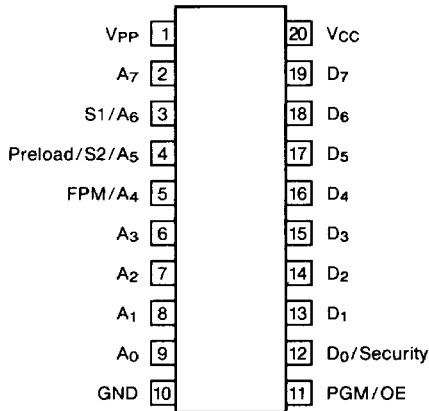 VPP 1 20 VCC
A7 2 19 D7
S1/A6 3 18 D6
Preload/S2/A5 4 17 D5
FPM/A4 5 16 D4
A3 6 15 D3
A2 7 14 D2
A1 8 13 D1
A0 9 12 D0/Security
GND 10 11 PGM/OE